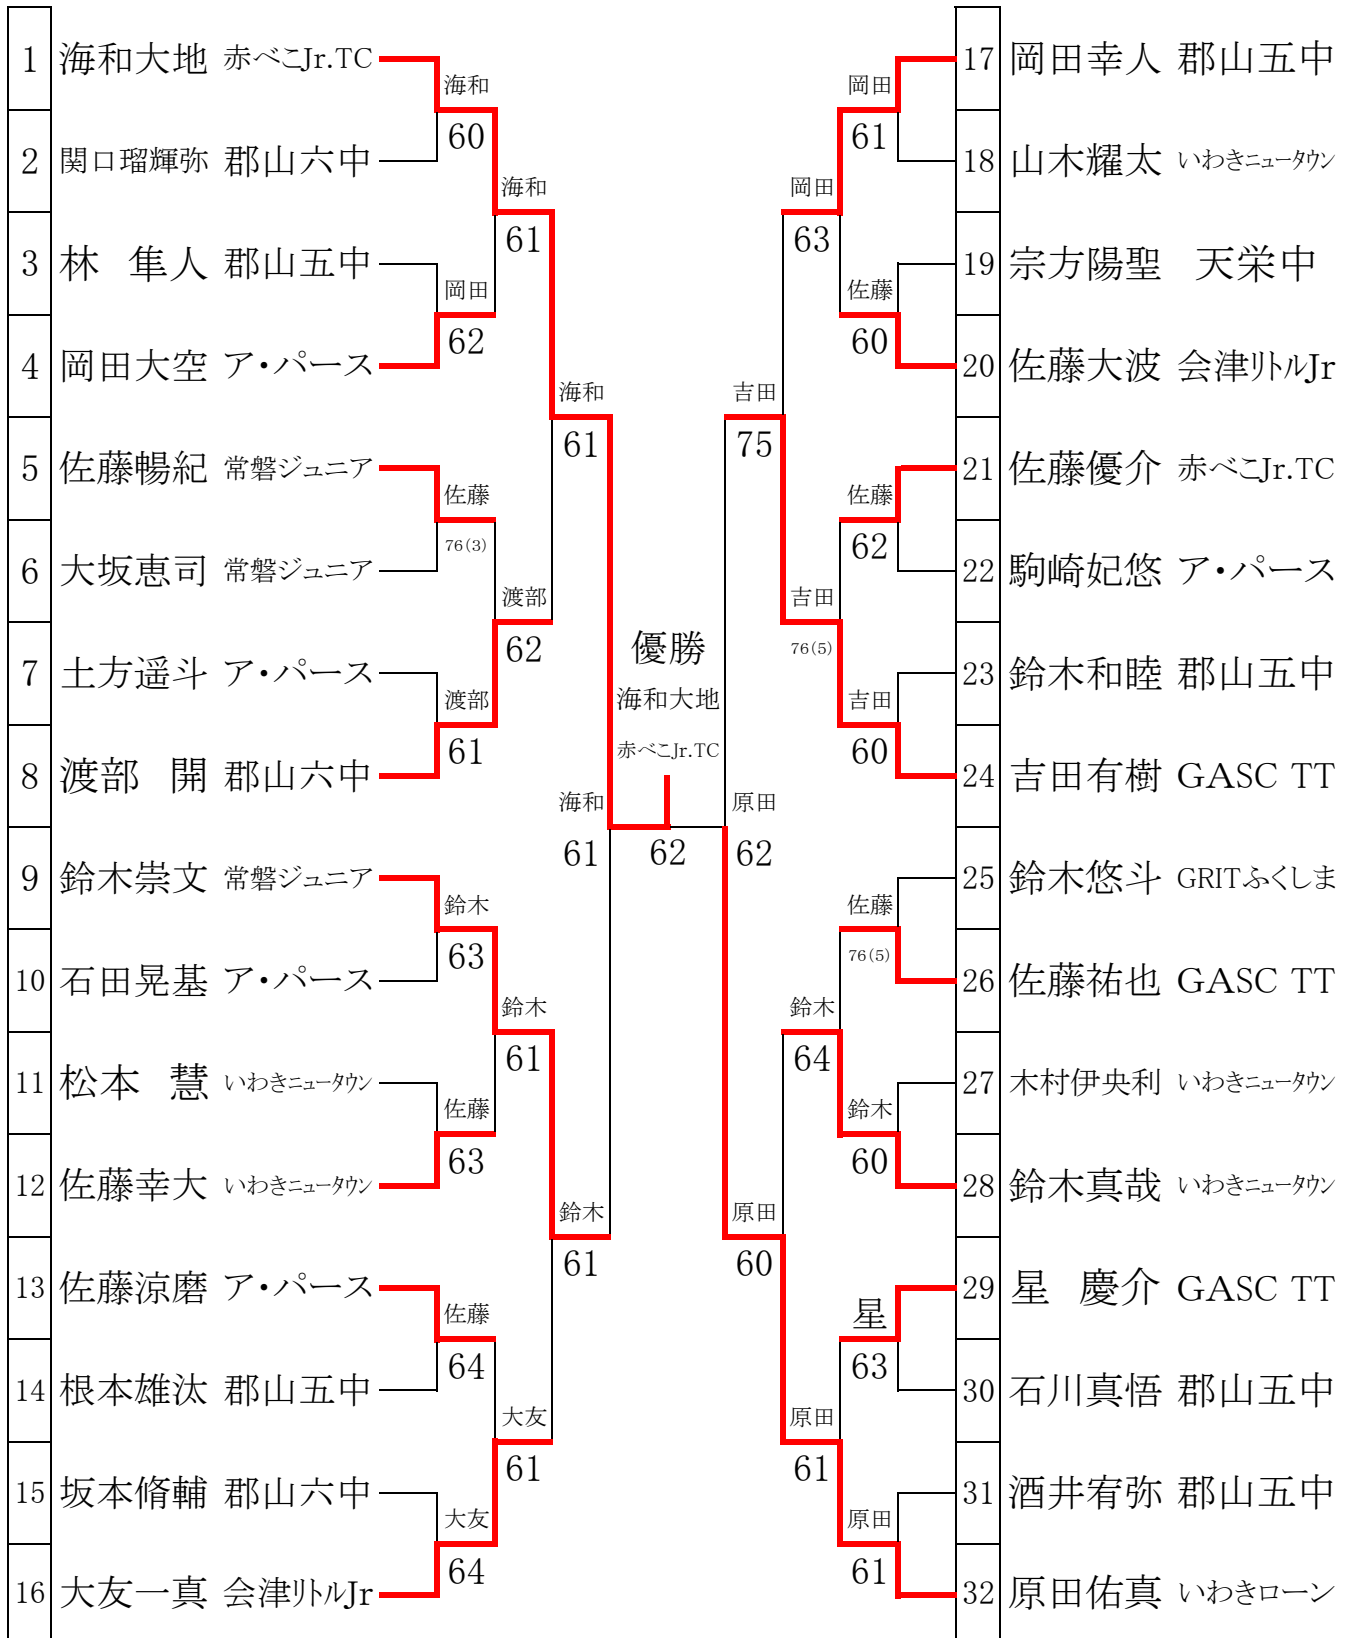 1 海和大地 赤べこJr.TC
2 関口瑠輝弥 郡山六中
3 林 隼人 郡山五中
4 岡田大空 ア・パース
5 佐藤暢紀 常磐ジュニア
6 大坂恵司 常磐ジュニア
7 土方遥斗 ア・パース
8 渡部 開 郡山六中
9 鈴木崇文 常磐ジュニア
10 石田晃基 ア・パース
11 松本 慧 いわきニュータウン
12 佐藤幸大 いわきニュータウン
13 佐藤涼磨 ア・パース
14 根本雄汰 郡山五中
15 坂本脩輔 郡山六中
16 大友一真 会津リトルJr
海和
60
岡田
62
佐藤
76(3)
渡部
61
鈴木
63
佐藤
63
佐藤
64
大友
64
海和
61
渡部
62
鈴木
61
大友
61
海和
61
鈴木
61
海和
61
優勝
海和大地
赤べこJr.TC
62
原田
62
吉田
75
原田
60
岡田
63
吉田
76(5)
鈴木
64
原田
61
岡田
61
佐藤
60
佐藤
62
吉田
60
佐藤
76(5)
鈴木
60
星
63
原田
61
17 岡田幸人 郡山五中
18 山木耀太 いわきニュータウン
19 宗方陽聖 天栄中
20 佐藤大波 会津リトルJr
21 佐藤優介 赤べこJr.TC
22 駒崎妃悠 ア・パース
23 鈴木和睦 郡山五中
24 吉田有樹 GASC TT
25 鈴木悠斗 GRITふくしま
26 佐藤祐也 GASC TT
27 木村伊央利 いわきニュータウン
28 鈴木真哉 いわきニュータウン
29 星 慶介 GASC TT
30 石川真悟 郡山五中
31 酒井宥弥 郡山五中
32 原田佑真 いわきローン